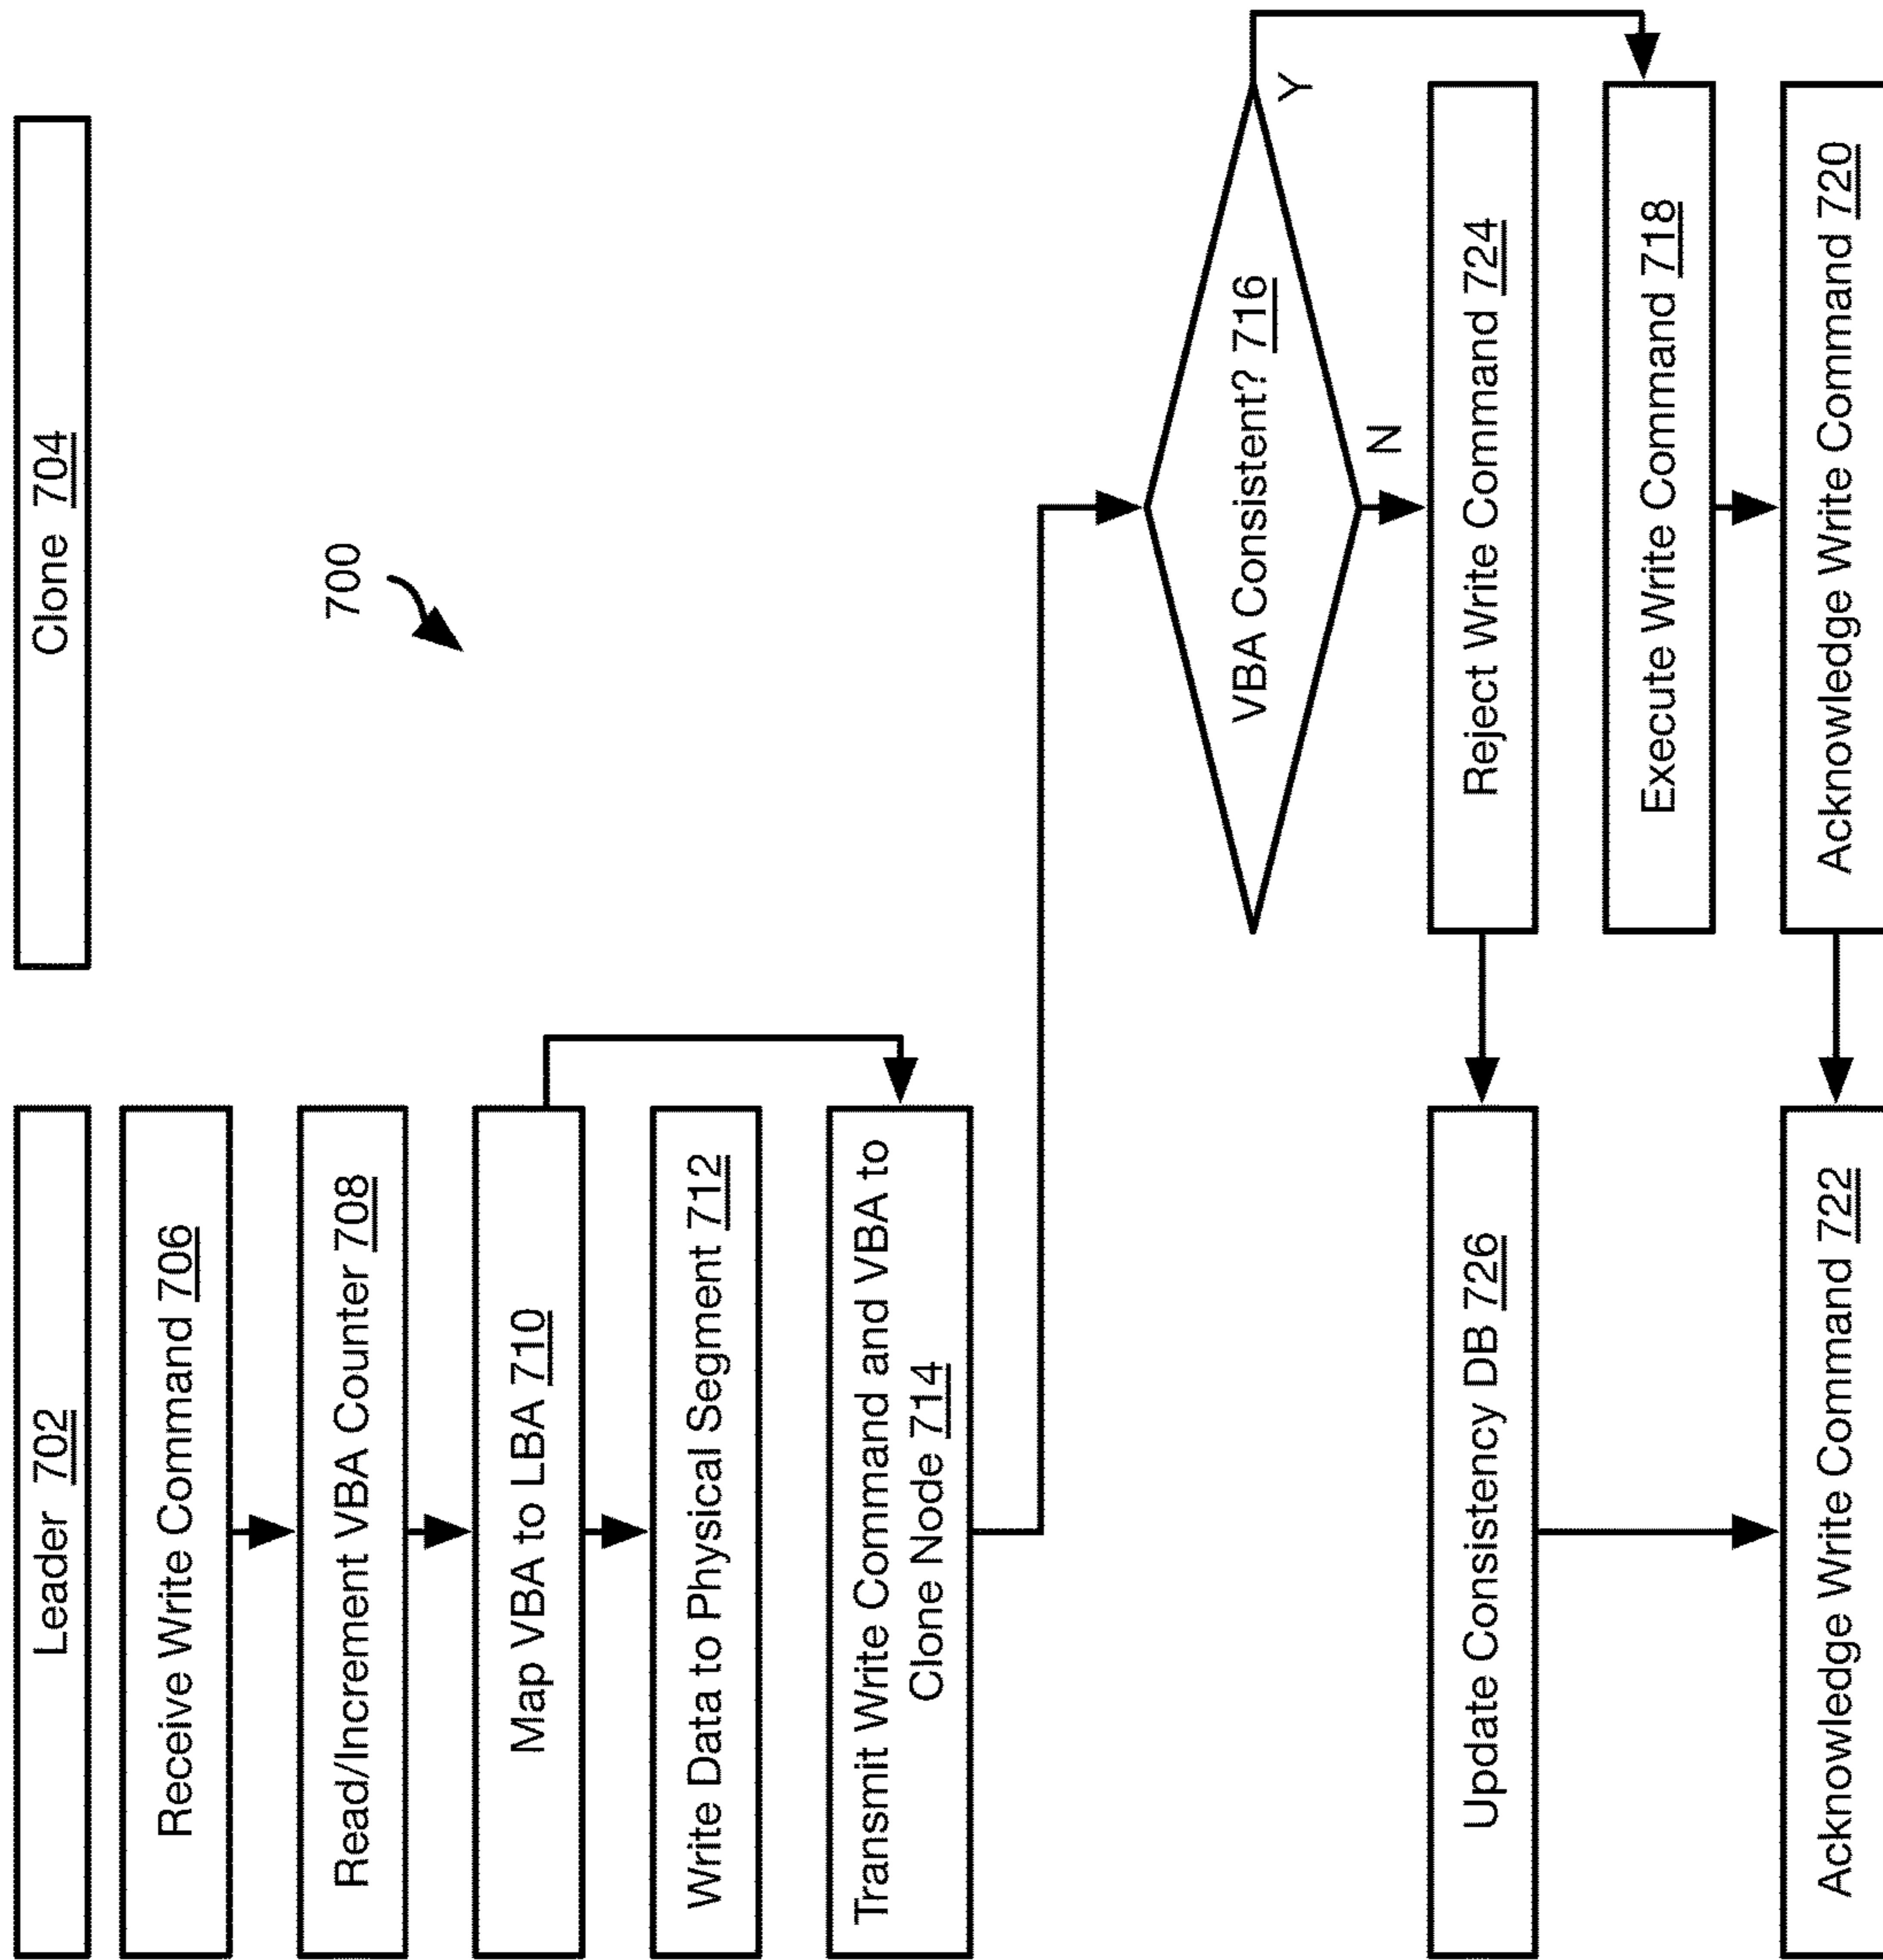 Leader 702
Clone 704
700
Receive Write Command 706
Read/Increment VBA Counter 708
Map VBA to LBA 710
Write Data to Physical Segment 712
Transmit Write Command and VBA to
Clone Node 714
VBA Consistent? 716
Y
N
Reject Write Command 724
Update Consistency DB 726
Execute Write Command 718
Acknowledge Write Command 720
Acknowledge Write Command 722